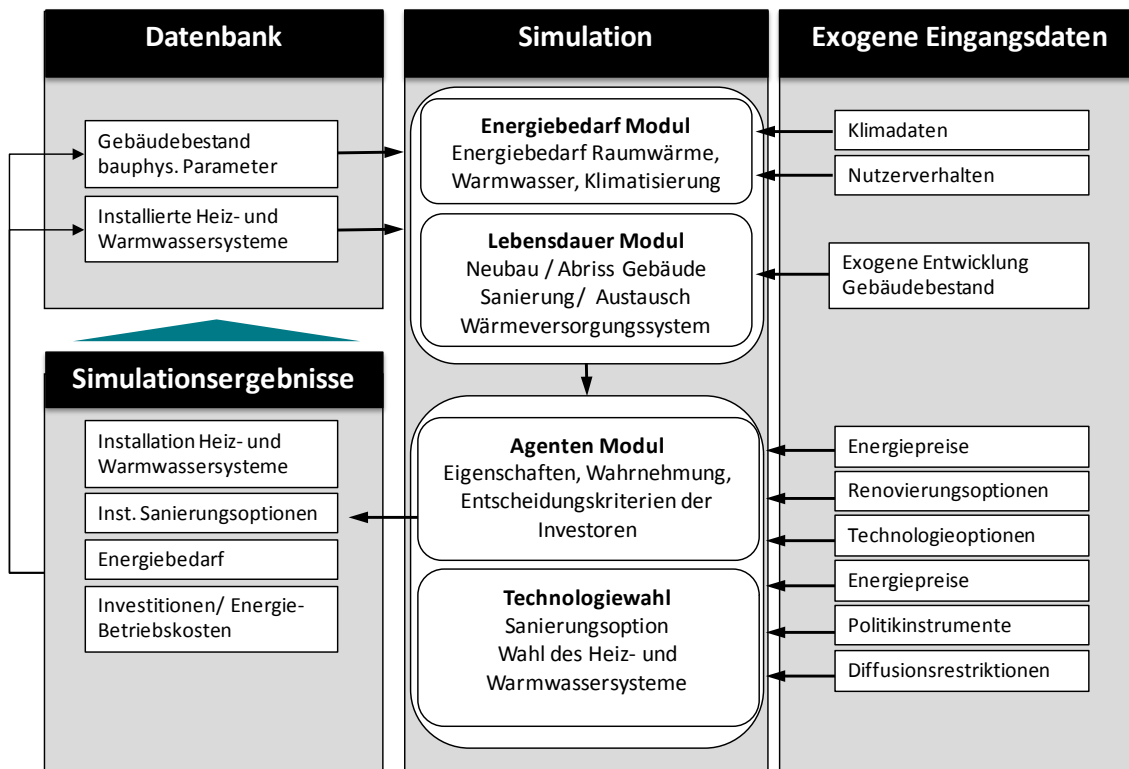 Datenbank
Gebäudebestand
bauphys. Parameter
Installierte Heiz- und
Warmwassersysteme
Simulationsergebnisse
Installation Heiz- und
Warmwassersysteme
Inst. Sanierungsoptionen
Energiebedarf
Investitionen/ Energie-
Betriebskosten
Simulation
Energiebedarf Modul
Energiebedarf Raumwärme,
Warmwasser, Klimatisierung
Lebensdauer Modul
Neubau / Abriss Gebäude
Sanierung/ Austausch
Wärmeversorgungssystem
Agenten Modul
Eigenschaften, Wahrnehmung,
Entscheidungskriterien der
Investoren
Technologiewahl
Sanierungsoption
Wahl des Heiz- und
Warmwassersysteme
Exogene Eingangsdaten
Klimadaten
Nutzerverhalten
Exogene Entwicklung
Gebäudebestand
Energiepreise
Renovierungsoptionen
Technologieoptionen
Energiepreise
Politikinstrumente
Diffusionsrestriktionen